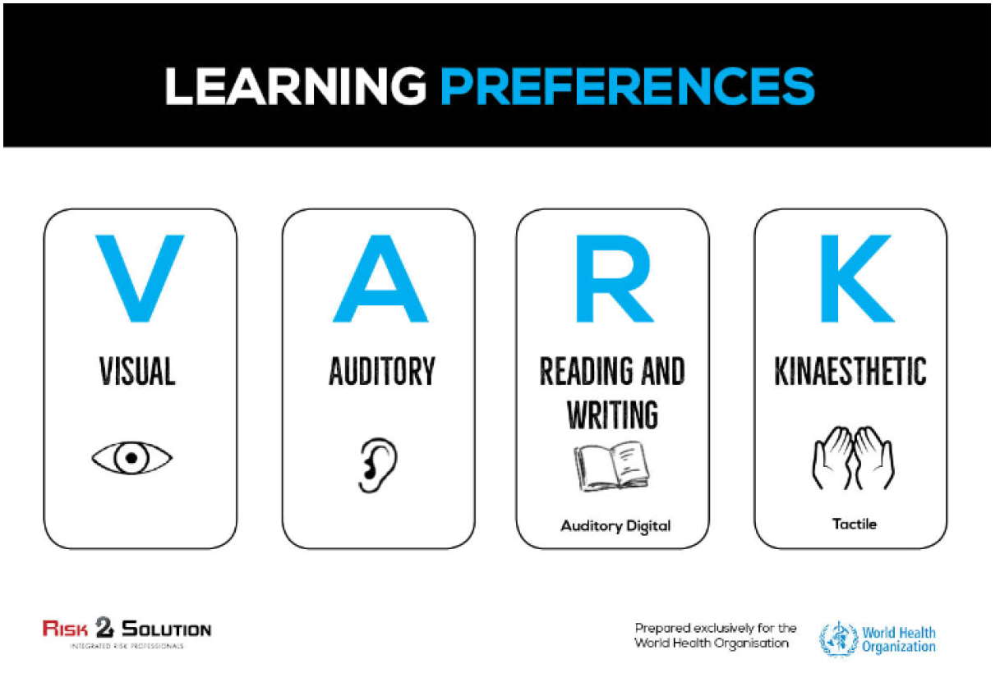 LEARNING PREFERENCES
V
VISUAL
A
AUDITORY
R
READING AND
WRITING
Auditory Digital
K
KINAESTHETIC
Tactile
RISK 2 SOLUTION
INTEGRATED RISK PROFESSIONALS
Prepared exclusively for the
World Health Organisation
World Health
Organization